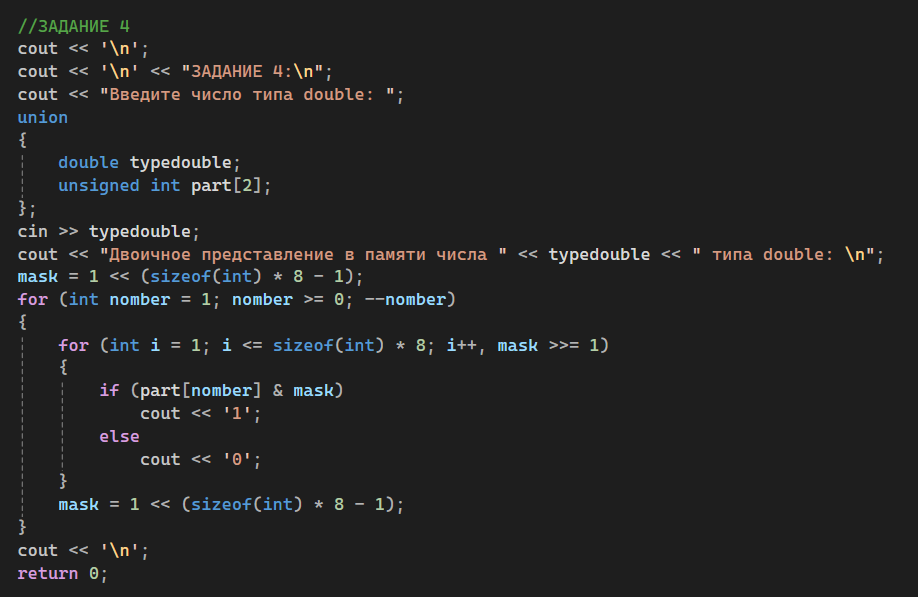 //ЗАДАНИЕ 4
cout << '\n';
cout << '\n' << "ЗАДАНИЕ 4:\n";
cout << "Введите число типа double: ";
union
{
    double typedouble;
    unsigned int part[2];
};
cin >> typedouble;
cout << "Двоичное представление в памяти числа " << typedouble << " типа double: \n";
mask = 1 << (sizeof(int) * 8 - 1);
for (int nomber = 1; nomber >= 0; --nomber)
{
    for (int i = 1; i <= sizeof(int) * 8; i++, mask >>= 1)
    {
        if (part[nomber] & mask)
            cout << '1';
        else
            cout << '0';
    }
    mask = 1 << (sizeof(int) * 8 - 1);
}
cout << '\n';
return 0;